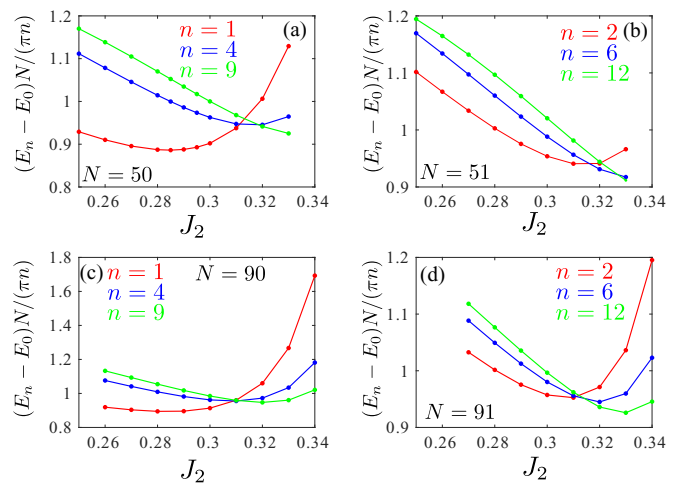 (a)
n = 1
n = 4
n = 9
N = 50
(E_n − E_0)N/(πn)
1.2
1.1
1
0.9
0.8
0.26 0.28 0.3 0.32 0.34
J_2
(b)
n = 2
n = 6
n = 12
N = 51
(E_n − E_0)N/(πn)
1.2
1.1
1
0.9
0.26 0.28 0.3 0.32 0.34
J_2
(c)
n = 1
n = 4
n = 9
N = 90
(E_n − E_0)N/(πn)
1.8
1.6
1.4
1.2
1
0.8
0.26 0.28 0.3 0.32 0.34
J_2
(d)
n = 2
n = 6
n = 12
N = 91
(E_n − E_0)N/(πn)
1.2
1.1
1
0.9
0.26 0.28 0.3 0.32 0.34
J_2